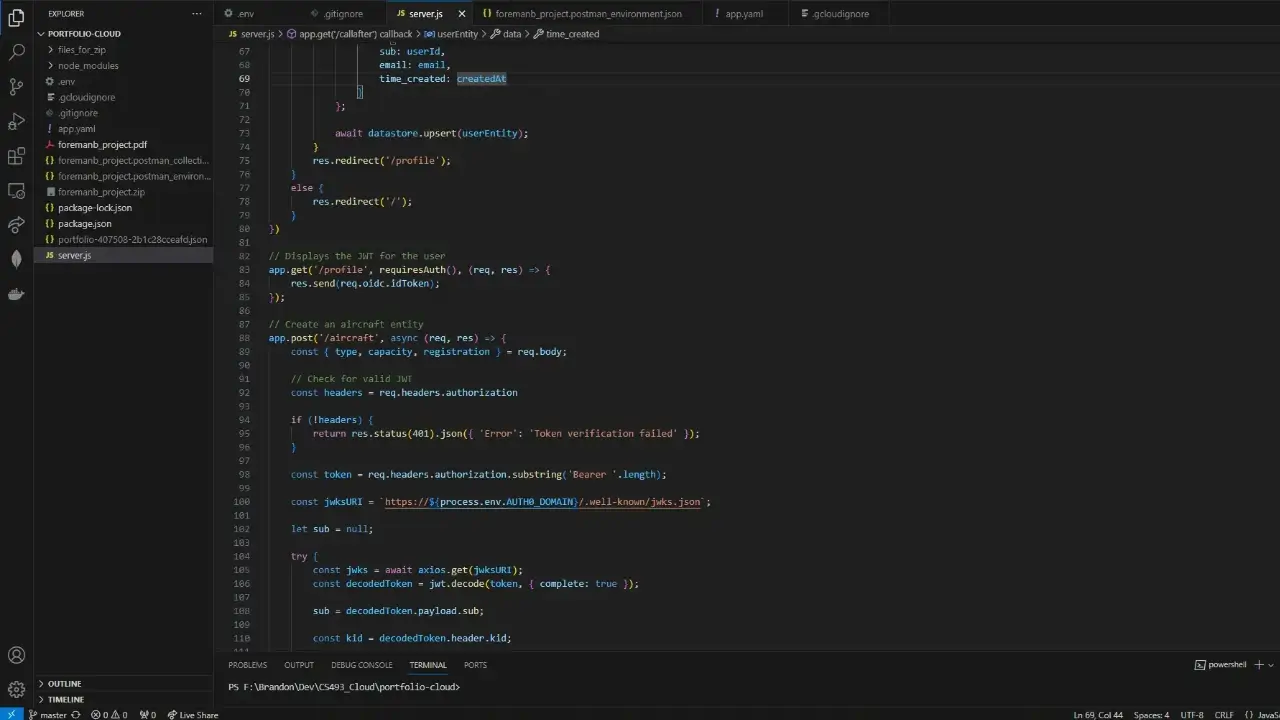 EXPLORER
···
PORTFOLIO-CLOUD
files_for_zip
node_modules
.env
.gcloudignore
.gitignore
app.yaml
foremanb_project.pdf
foremanb_project.postman_collecti...
foremanb_project.postman_environ...
foremanb_project.zip
package-lock.json
package.json
portfolio-407508-2b1c28cceafd.json
JS server.js
OUTLINE
TIMELINE
.env
.gitignore
JS server.js
{} foremanb_project.postman_environment.json
! app.yaml
.gcloudignore
JS server.js > app.get('/callafter') callback > userEntity > data > time_created
67 sub: userId,
68 email: email,
69 time_created: createdAt
70 }
71 };
72
73 await datastore.upsert(userEntity);
74 }
75 res.redirect('/profile');
76 }
77 else {
78 res.redirect('/');
79 }
80 })
81
82 // Displays the JWT for the user
83 app.get('/profile', requiresAuth(), (req, res) => {
84 res.send(req.oidc.idToken);
85 });
86
87 // Create an aircraft entity
88 app.post('/aircraft', async (req, res) => {
89 const { type, capacity, registration } = req.body;
90
91 // Check for valid JWT
92 const headers = req.headers.authorization
93
94 if (!headers) {
95 return res.status(401).json({ 'Error': 'Token verification failed' });
96 }
97
98 const token = req.headers.authorization.substring('Bearer '.length);
99
100 const jwksURI = `https://${process.env.AUTH0_DOMAIN}/.well-known/jwks.json`;
101
102 let sub = null;
103
104 try {
105 const jwks = await axios.get(jwksURI);
106 const decodedToken = jwt.decode(token, { complete: true });
107
108 sub = decodedToken.payload.sub;
109
110 const kid = decodedToken.header.kid;
PROBLEMS OUTPUT DEBUG CONSOLE TERMINAL PORTS
powershell
PS F:\Brandon\Dev\CS493_Cloud\portfolio-cloud>
master 0 0 0 Live Share
Ln 69, Col 44 Spaces: 4 UTF-8 CRLF {} JavaS